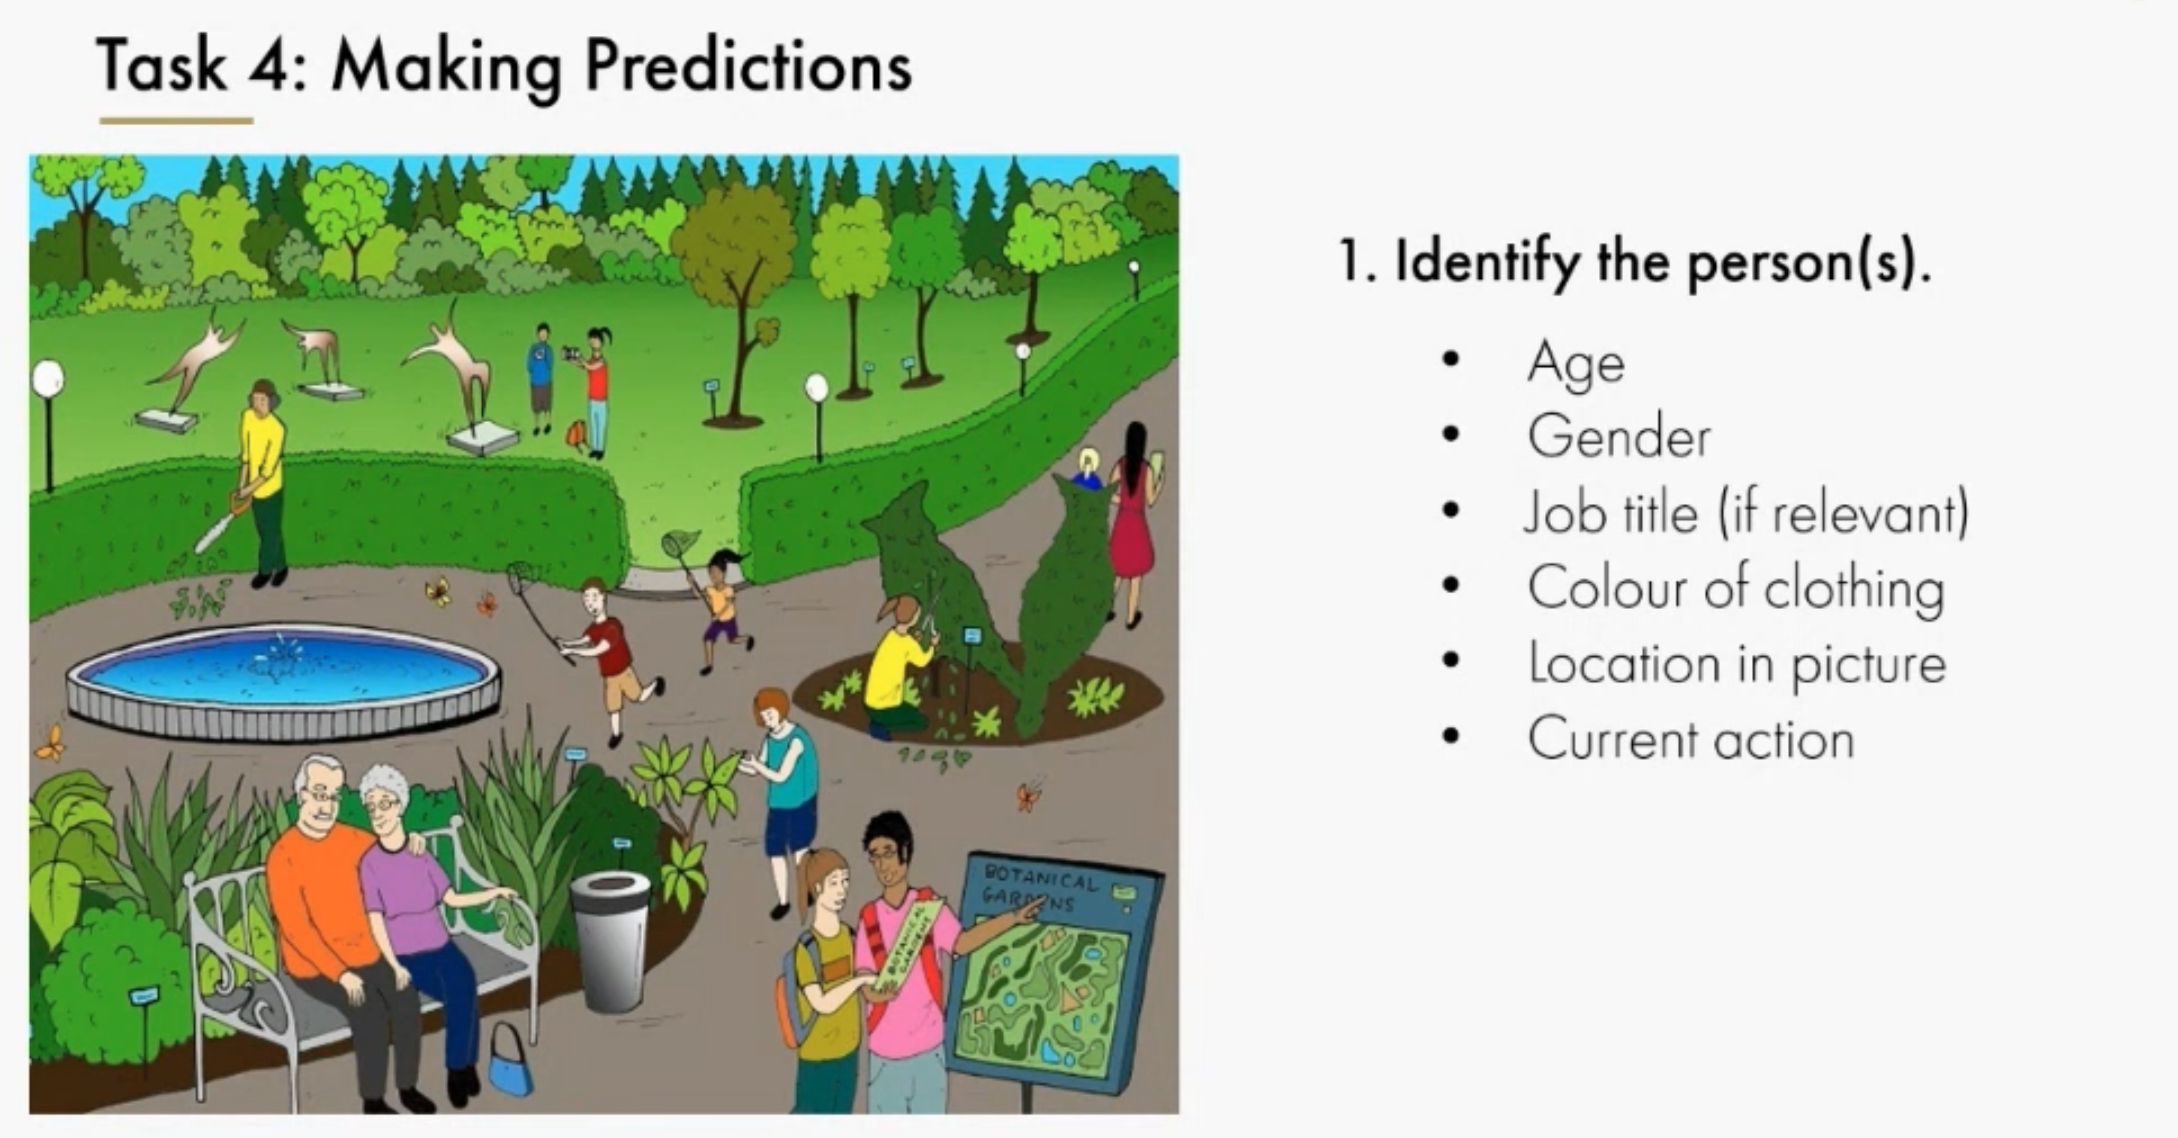 Task 4: Making Predictions
1. Identify the person(s).
• Age
• Gender
• Job title (if relevant)
• Colour of clothing
• Location in picture
• Current action
BOTANICAL
GARDENS
BOTANICAL
GARDENS